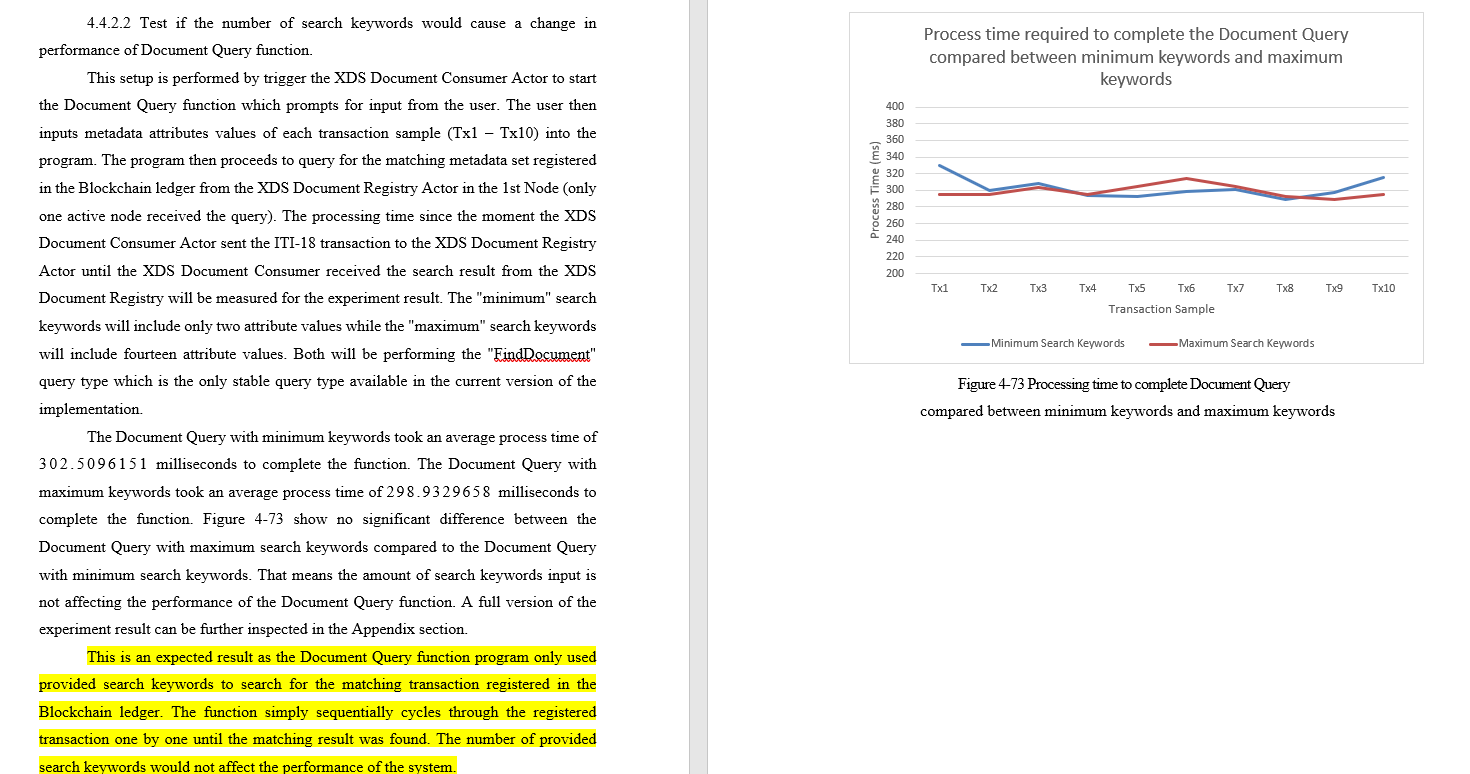 4.4.2.2 Test if the number of search keywords would cause a change in
performance of Document Query function.
This setup is performed by trigger the XDS Document Consumer Actor to start
the Document Query function which prompts for input from the user. The user then
inputs metadata attributes values of each transaction sample (Tx1 – Tx10) into the
program. The program then proceeds to query for the matching metadata set registered
in the Blockchain ledger from the XDS Document Registry Actor in the 1st Node (only
one active node received the query). The processing time since the moment the XDS
Document Consumer Actor sent the ITI-18 transaction to the XDS Document Registry
Actor until the XDS Document Consumer received the search result from the XDS
Document Registry will be measured for the experiment result. The "minimum" search
keywords will include only two attribute values while the "maximum" search keywords
will include fourteen attribute values. Both will be performing the "FindDocument"
query type which is the only stable query type available in the current version of the
implementation.
The Document Query with minimum keywords took an average process time of
302.5096151 milliseconds to complete the function. The Document Query with
maximum keywords took an average process time of 298.9329658 milliseconds to
complete the function. Figure 4-73 show no significant difference between the
Document Query with maximum search keywords compared to the Document Query
with minimum search keywords. That means the amount of search keywords input is
not affecting the performance of the Document Query function. A full version of the
experiment result can be further inspected in the Appendix section.
This is an expected result as the Document Query function program only used
provided search keywords to search for the matching transaction registered in the
Blockchain ledger. The function simply sequentially cycles through the registered
transaction one by one until the matching result was found. The number of provided
search keywords would not affect the performance of the system.
Process time required to complete the Document Query
compared between minimum keywords and maximum
keywords
Process Time (ms)
400
380
360
340
320
300
280
260
240
220
200
Tx1 Tx2 Tx3 Tx4 Tx5 Tx6 Tx7 Tx8 Tx9 Tx10
Transaction Sample
Minimum Search Keywords Maximum Search Keywords
Figure 4-73 Processing time to complete Document Query
compared between minimum keywords and maximum keywords